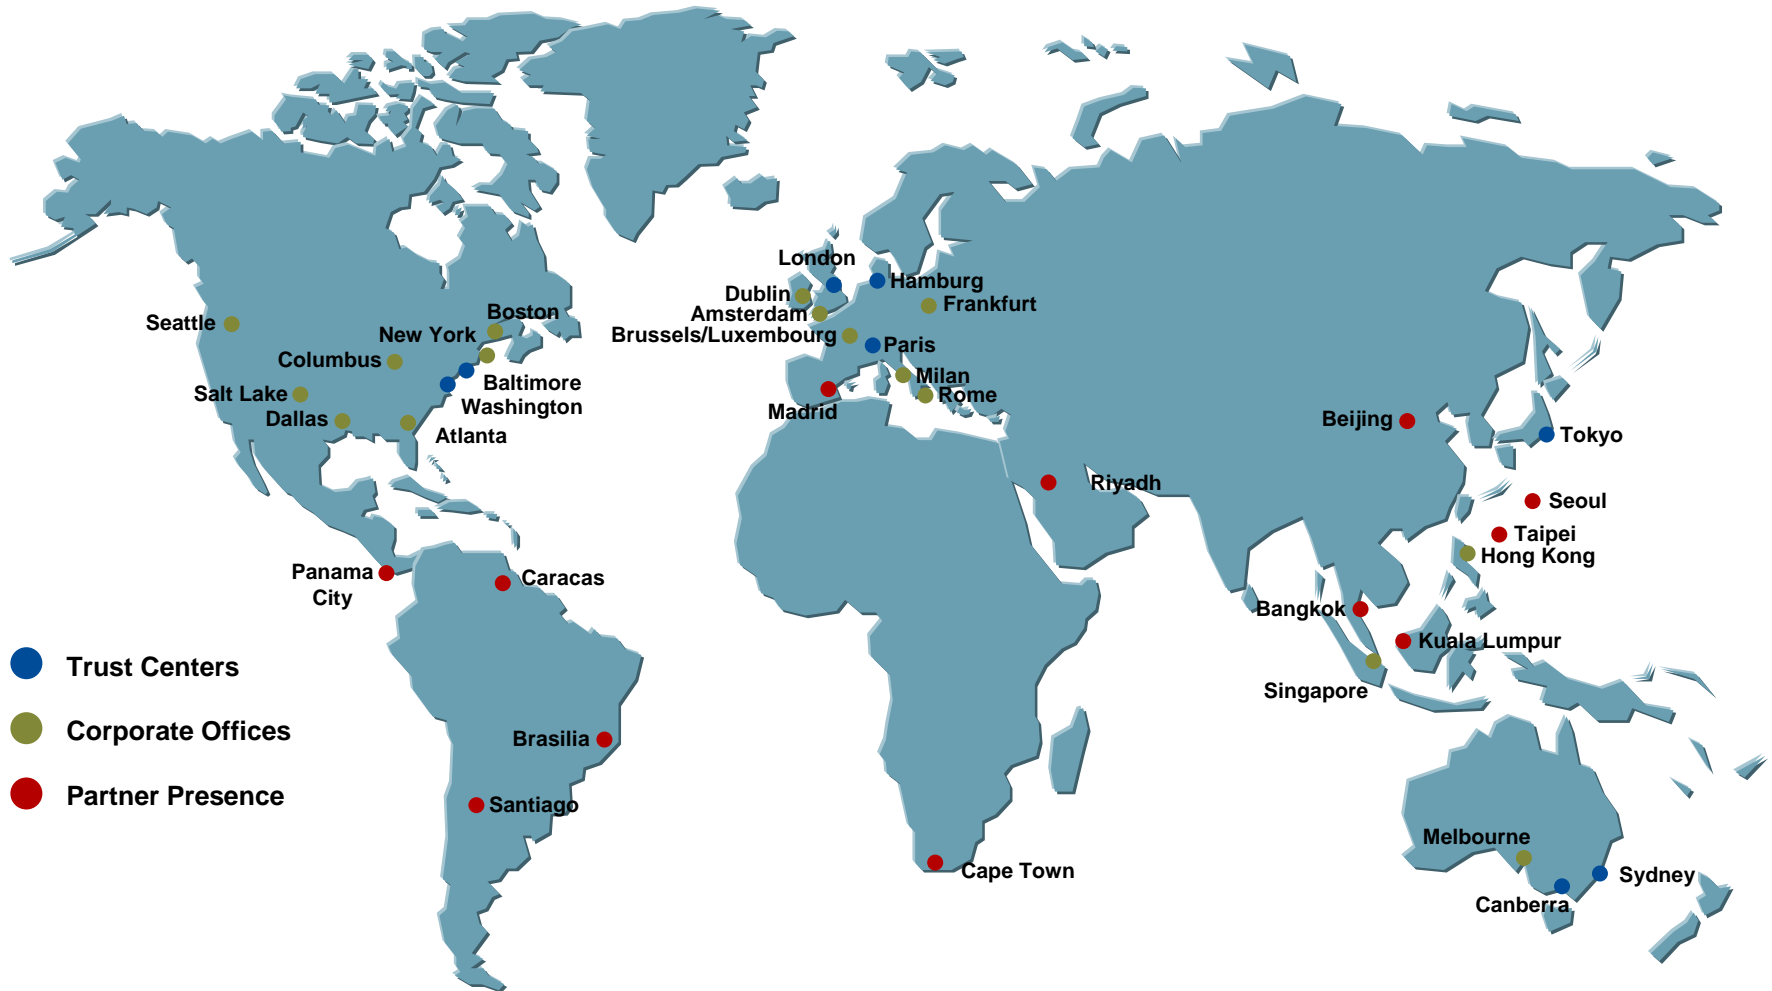 London
Hamburg
Dublin
Frankfurt
Amsterdam
Boston
Seattle
New York
Brussels/Luxembourg
Paris
Columbus
Milan
Baltimore
Salt Lake
Rome
Washington
Madrid
Dallas
Beijing
Atlanta
Tokyo
Riyadh
Seoul
Taipei
Hong Kong
Panama
City
Caracas
Bangkok
Kuala Lumpur
Trust Centers
Singapore
Corporate Offices
Brasilia
Partner Presence
Santiago
Melbourne
Cape Town
Sydney
Canberra